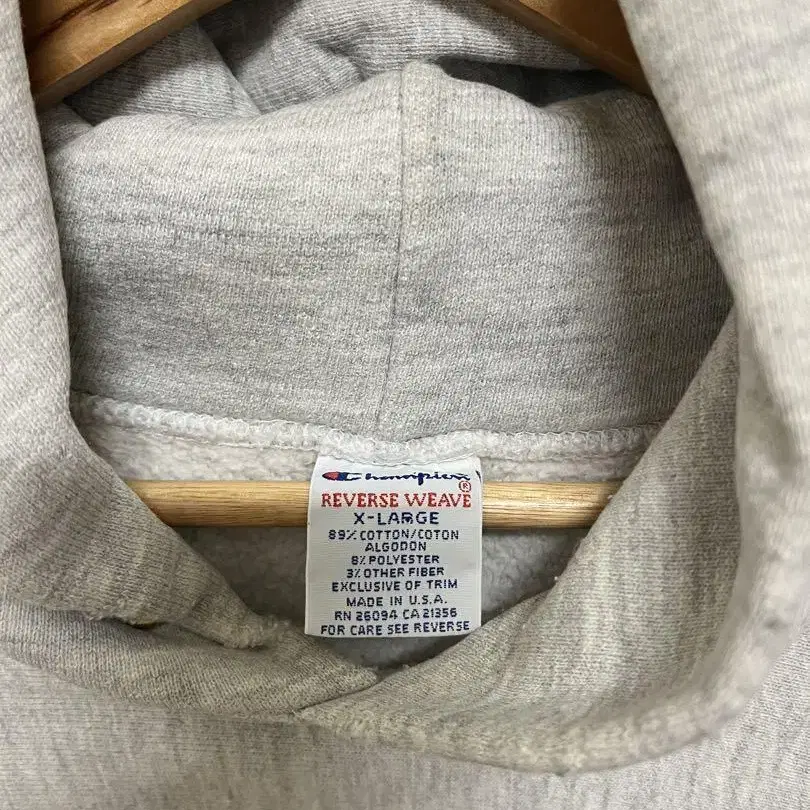 Champion®
REVERSE WEAVE
X-LARGE
89% COTTON/COTON
ALGODON
8% POLYESTER
3% OTHER FIBER
EXCLUSIVE OF TRIM
MADE IN U.S.A.
RN 26094 CA 21356
FOR CARE SEE REVERSE